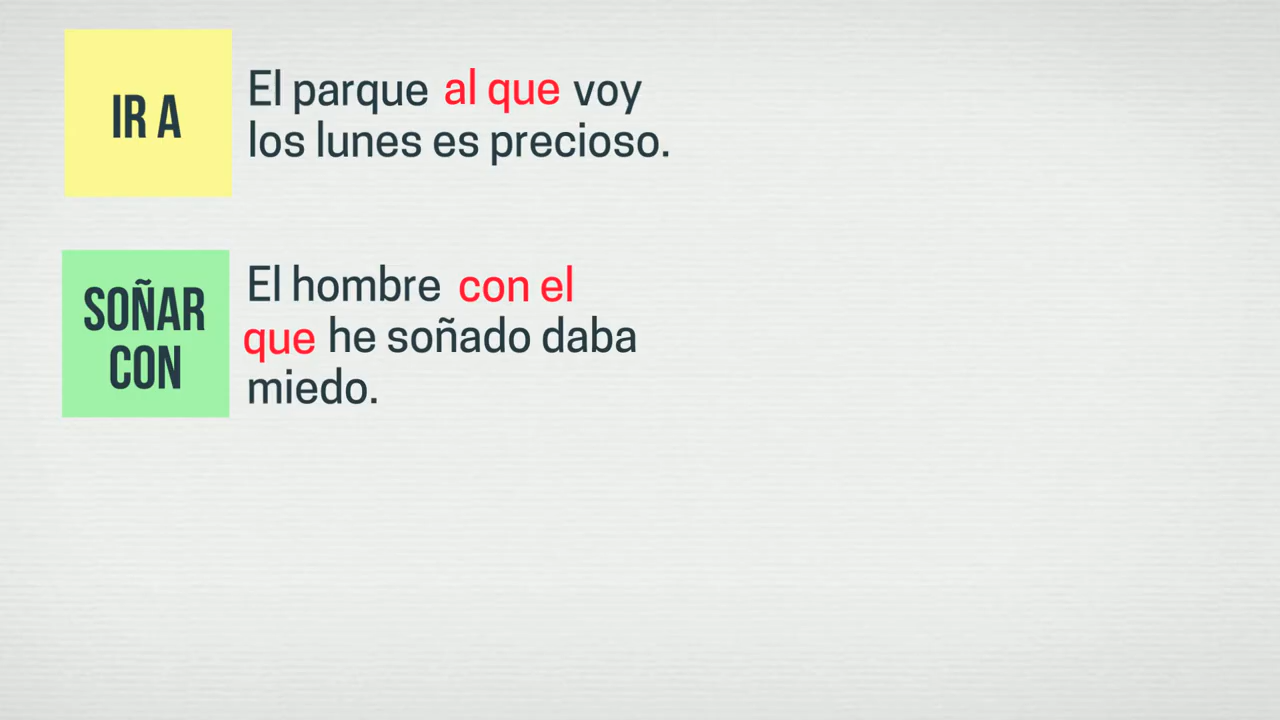 IR A
El parque al que voy
los lunes es precioso.
SOÑAR
CON
El hombre con el
que he soñado daba
miedo.